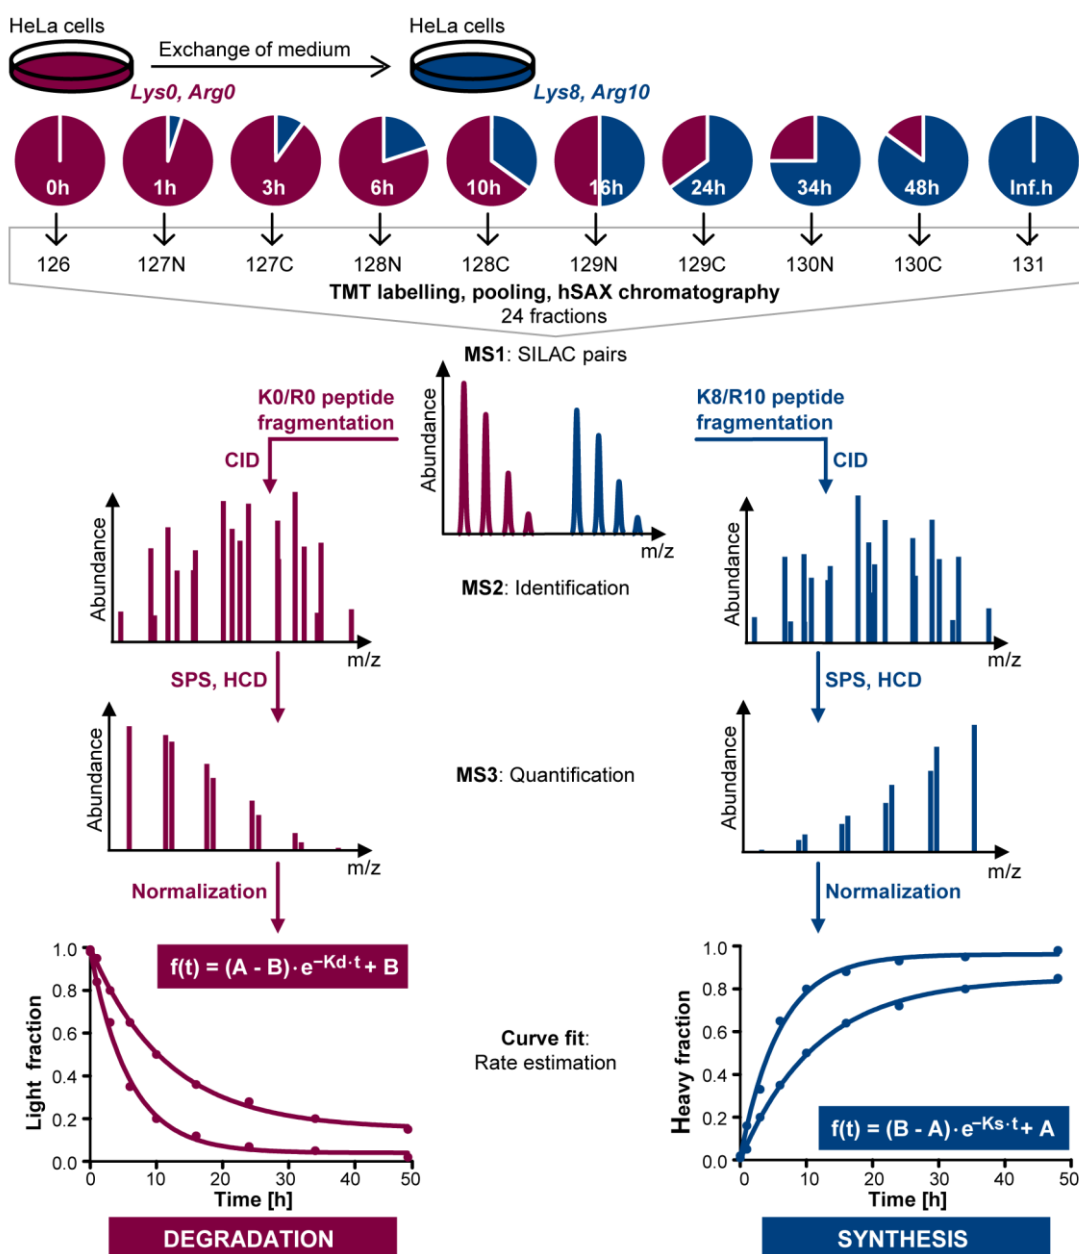 HeLa cells
HeLa cells
Exchange of medium
Lys0, Arg0
Lys8, Arg10
0h 1h 3h 6h 10h 16h 24h 34h 48h Inf.h
126 127N 127C 128N 128C 129N 129C 130N 130C 131
TMT labelling, pooling, hSAX chromatography
24 fractions
MS1: SILAC pairs
K0/R0 peptide
fragmentation
CID
Abundance
m/z
K8/R10 peptide
fragmentation
CID
Abundance
m/z
MS2: Identification
Abundance
m/z
SPS, HCD
SPS, HCD
Abundance
m/z
MS3: Quantification
Abundance
m/z
Normalization
Normalization
f(t) = (A - B)·e⁻ᴷᵈ·ᵗ + B
Light fraction
1.0
0.8
0.6
0.4
0.2
0.0
0 10 20 30 40 50
Time [h]
DEGRADATION
Curve fit:
Rate estimation
Heavy fraction
1.0
0.8
0.6
0.4
0.2
0.0
f(t) = (B - A)·e⁻ᴷˢ·ᵗ + A
0 10 20 30 40 50
Time [h]
SYNTHESIS